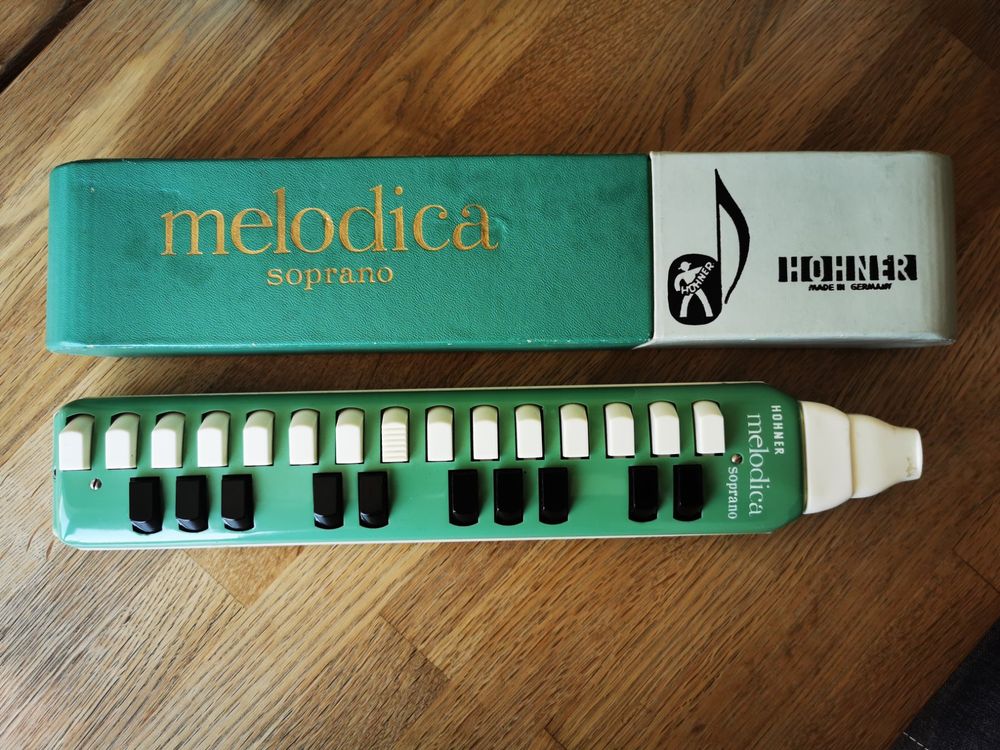 melodica
soprano
HOHNER
HOHNER
MADE IN GERMANY
HOHNER
melodica
soprano